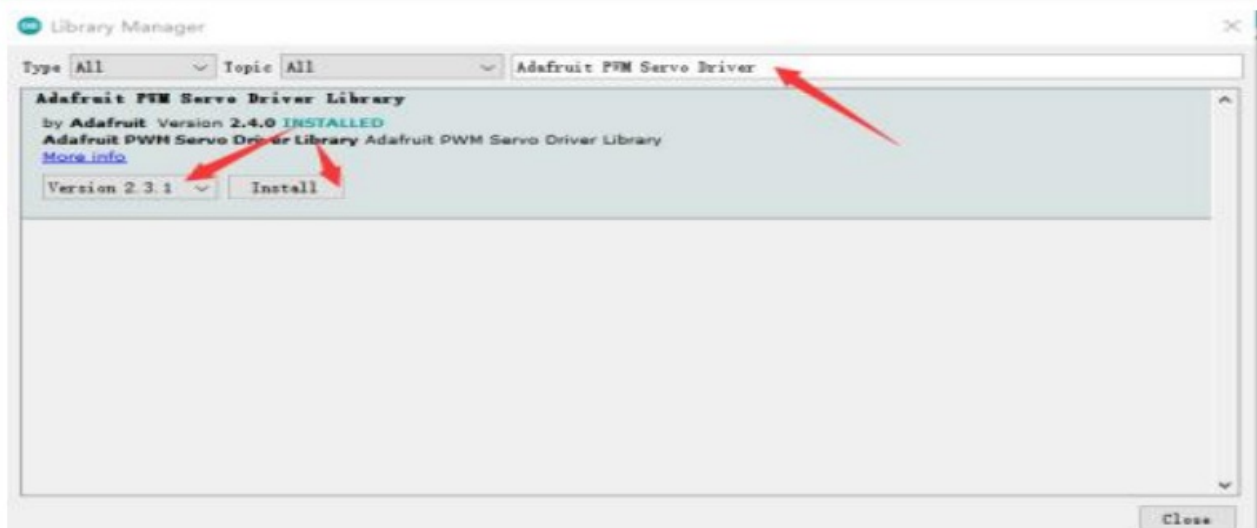 Library Manager
Type All Topic All Adafruit PWM Servo Driver
Adafruit PWM Servo Driver Library
by Adafruit Version 2.4.0 INSTALLED
Adafruit PWM Servo Driver Library Adafruit PWM Servo Driver Library
More info
Version 2.3.1 Install
Close